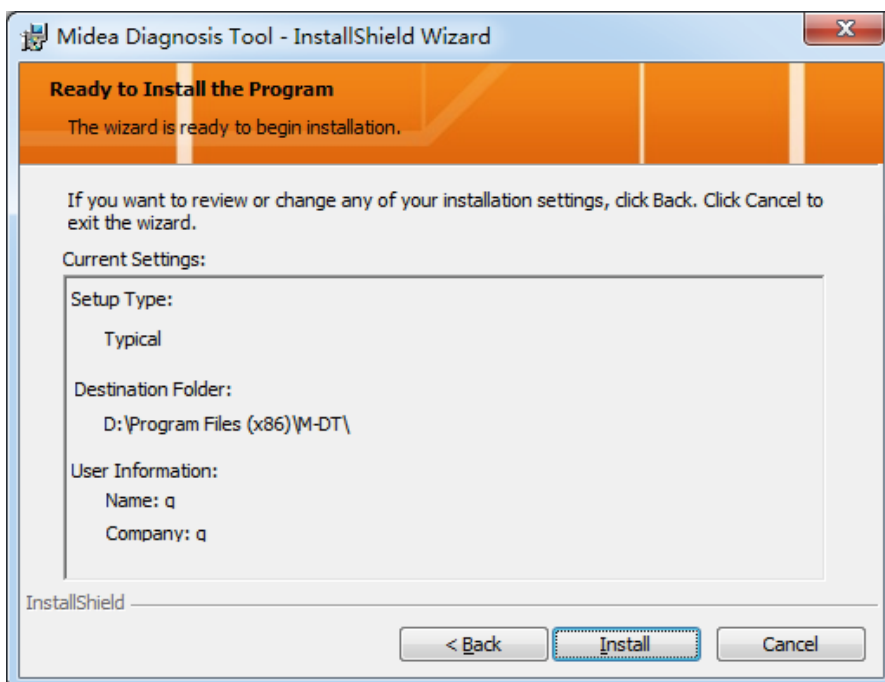 Midea Diagnosis Tool - InstallShield Wizard
Ready to Install the Program
The wizard is ready to begin installation.
If you want to review or change any of your installation settings, click Back. Click Cancel to
exit the wizard.
Current Settings:
Setup Type:
Typical
Destination Folder:
D:\Program Files (x86)\M-DT\
User Information:
Name: q
Company: q
InstallShield
< Back
Install
Cancel